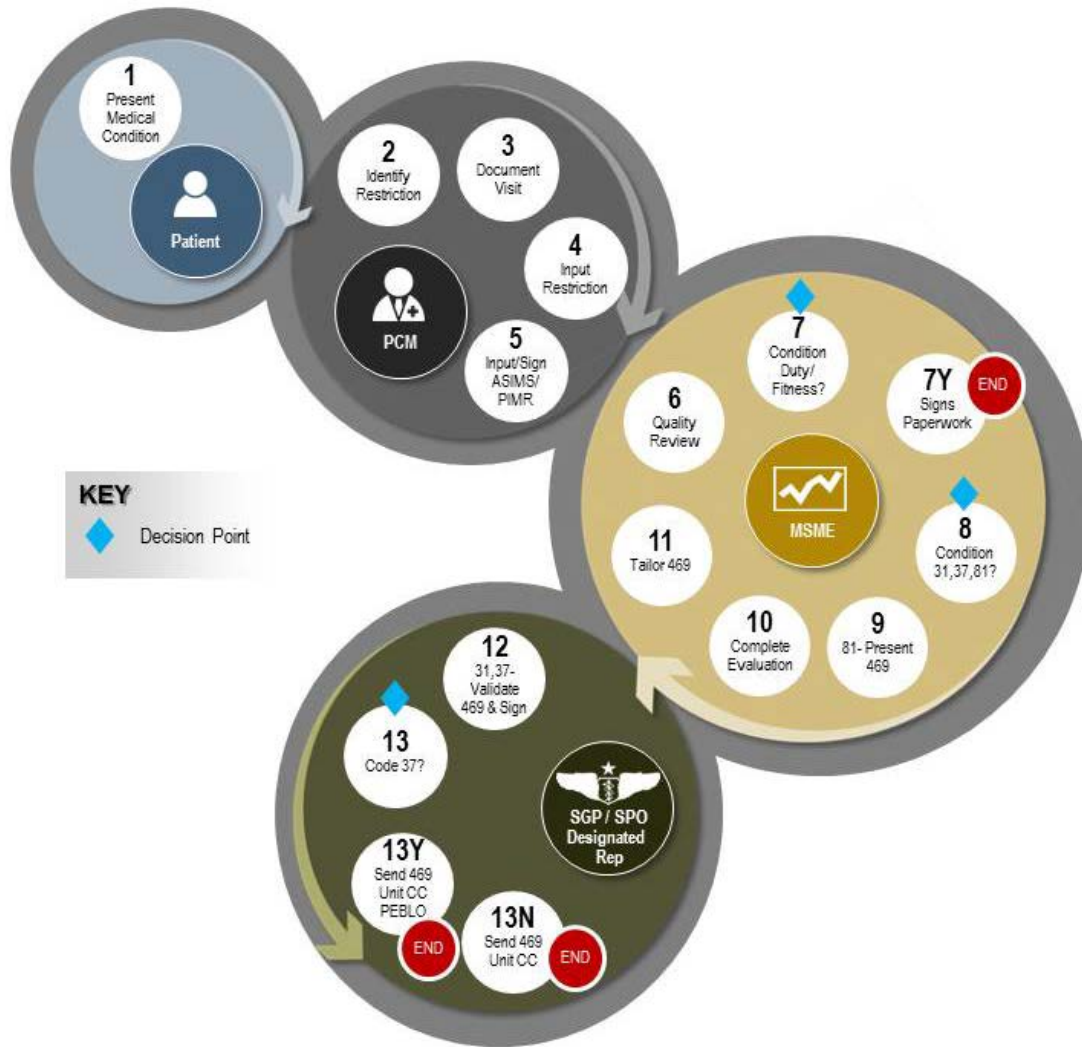 1
Present
Medical
Condition
Patient
2
Identify
Restriction
3
Document
Visit
4
Input
Restriction
PCM
5
Input/Sign
ASIMS/
PIMR
7
Condition
Duty/
Fitness?
7Y
Signs
Paperwork
END
6
Quality
Review
MSME
8
Condition
31,37,81?
11
Tailor 469
10
Complete
Evaluation
9
81- Present
469
KEY
Decision Point
12
31,37-
Validate
469 & Sign
13
Code 37?
SGP / SPO
Designated
Rep
13Y
Send 469
Unit CC
PEBLO
END
13N
Send 469
Unit CC
END